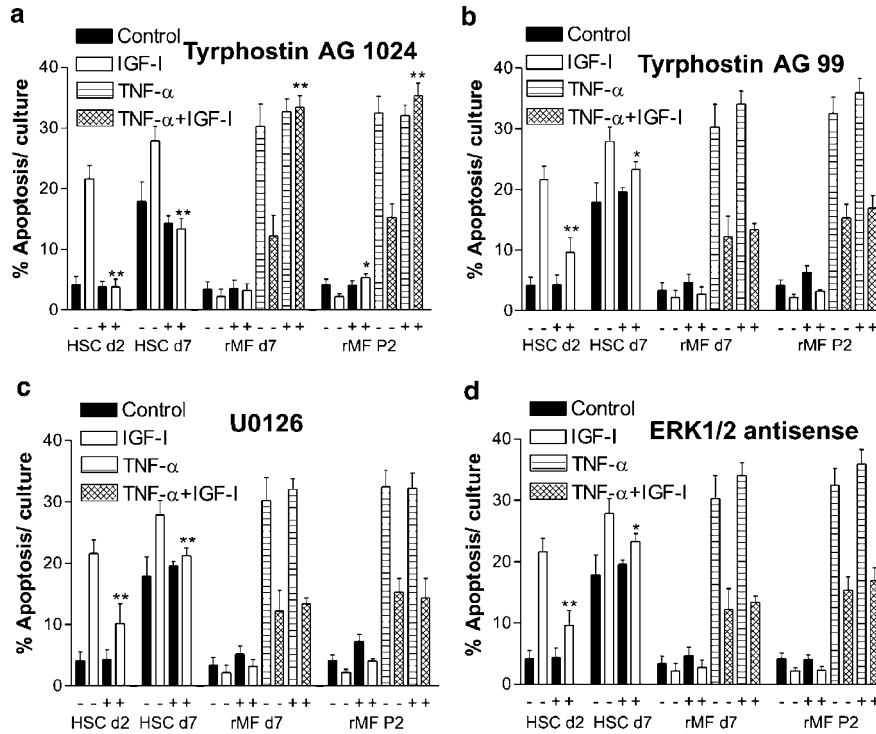 a
Control
IGF-I
TNF-α
TNF-α+IGF-I
Tyrphostin AG 1024
% Apoptosis/ culture
40
30
20
10
0
** ** * ** **
- - + + - - + + - - + + - - + + - - + + - - + +
HSC d2 HSC d7 rMF d7 rMF P2
b
Control
IGF-I
TNF-α
TNF-α+IGF-I
Tyrphostin AG 99
% Apoptosis/ culture
40
30
20
10
0
** *
- - + + - - + + - - + + - - + + - - + + - - + +
HSC d2 HSC d7 rMF d7 rMF P2
c
Control
IGF-I
TNF-α
TNF-α+IGF-I
U0126
% Apoptosis/ culture
40
30
20
10
0
** **
- - + + - - + + - - + + - - + + - - + + - - + +
HSC d2 HSC d7 rMF d7 rMF P2
d
Control
IGF-I
TNF-α
TNF-α+IGF-I
ERK1/2 antisense
% Apoptosis/ culture
40
30
20
10
0
** *
- - + + - - + + - - + + - - + + - - + + - - + +
HSC d2 HSC d7 rMF d7 rMF P2